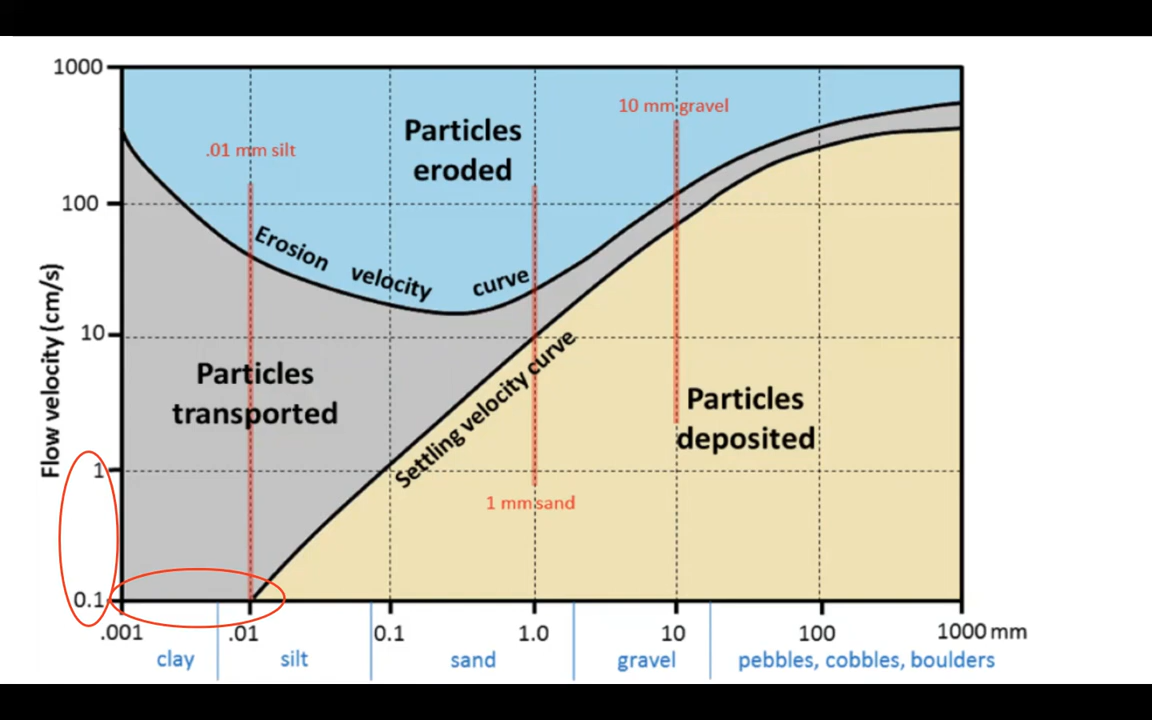 1000
10 mm gravel
Particles
eroded
.01 mm silt
100
Erosion velocity curve
Flow velocity (cm/s)
10
Settling velocity curve
Particles
transported
Particles
deposited
1
1 mm sand
0.1
.001 .01 0.1 1.0 10 100 1000 mm
clay silt sand gravel pebbles, cobbles, boulders